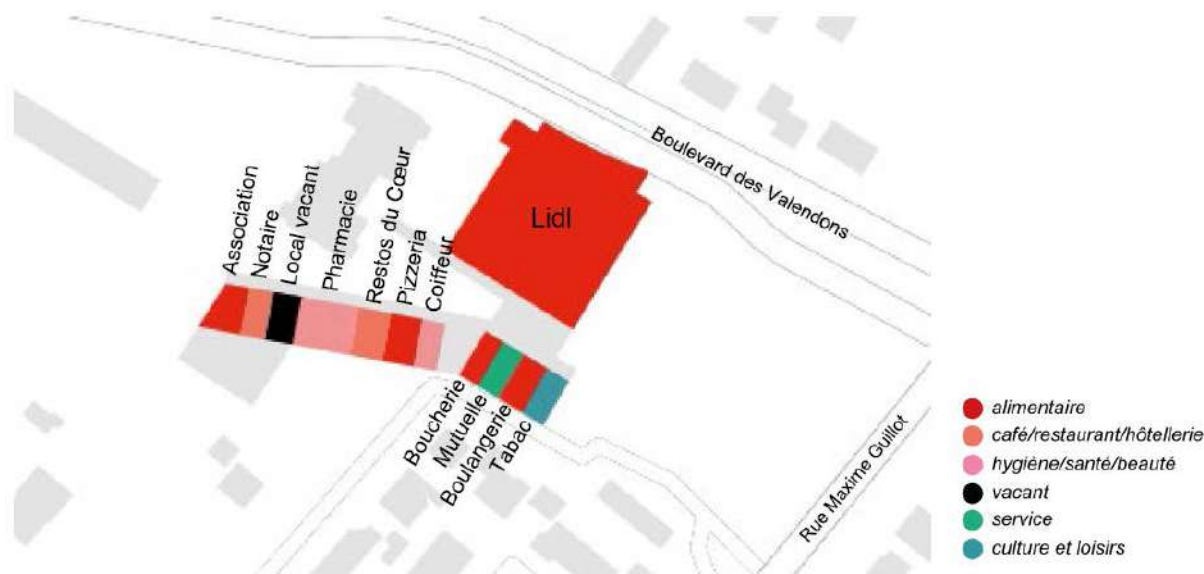 Boulevard des Valendons
Lidl
Association
Notaire
Local vacant
Pharmacie
Restos du Cœur
Pizzeria
Coiffeur
Boucherie
Mutuelle
Boulangerie
Tabac
Rue Maxime Guillot
alimentaire
café/restaurant/hôtellerie
hygiène/santé/beauté
vacant
service
culture et loisirs